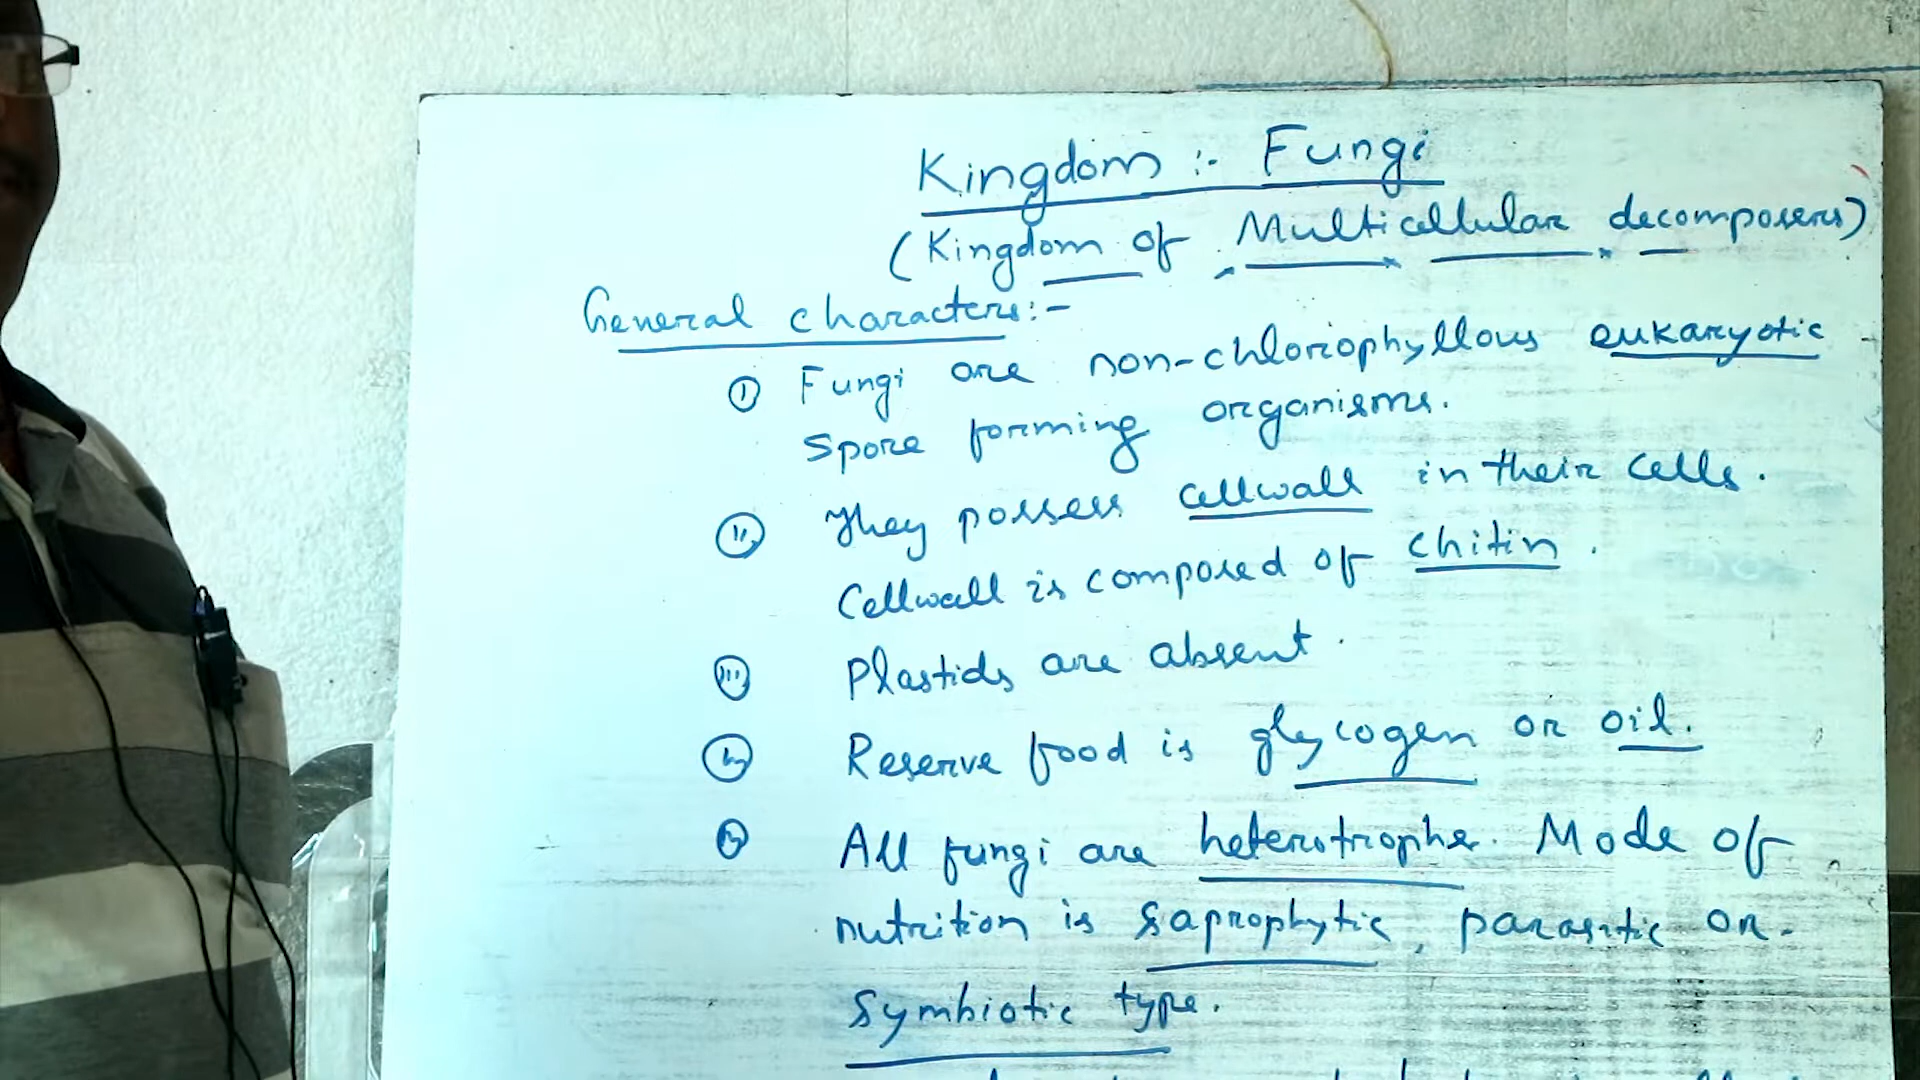 Kingdom :- Fungi
(Kingdom of Multicellular decomposers)
General characters:-
(i) Fungi are non-chlorophyllous eukaryotic
spore forming organisms.
(ii) They possess cellwall in their cells.
Cellwall is composed of chitin.
(iii) Plastids are absent.
(iv) Reserve food is glycogen or oil.
(v) All fungi are heterotrophs. Mode of
nutrition is saprophytic, parasitic or
symbiotic type.